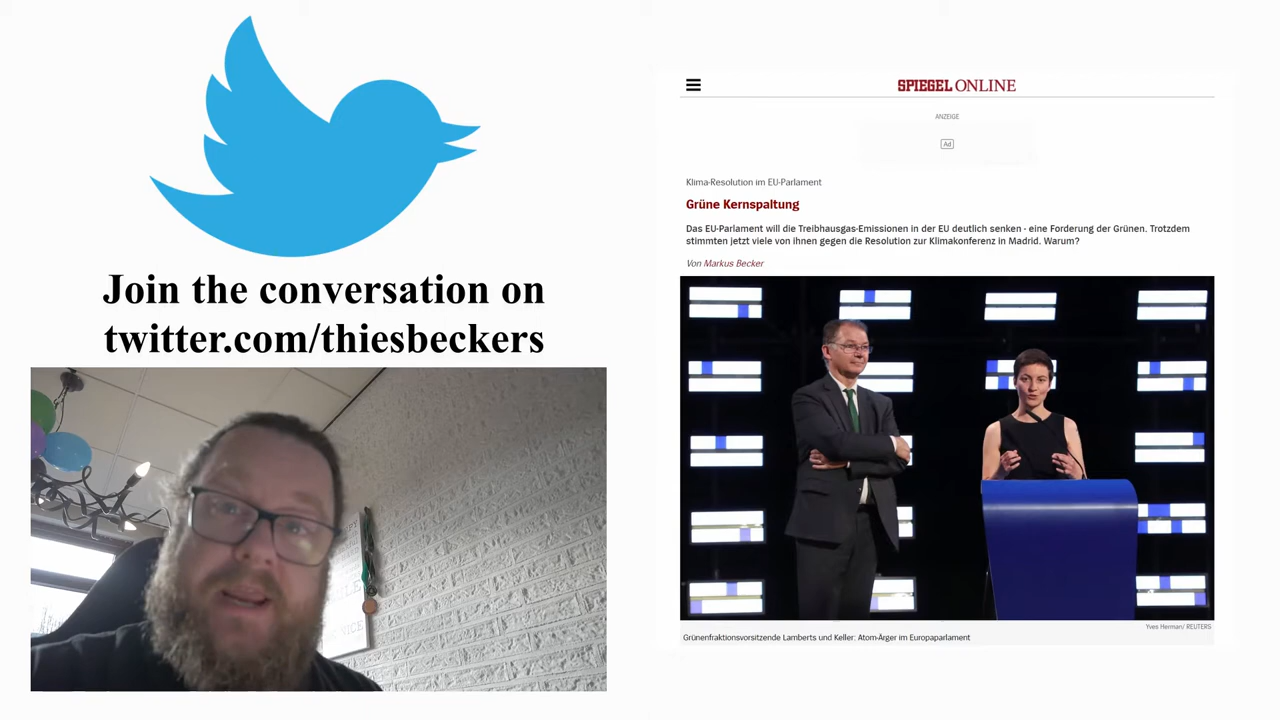 Join the conversation on
twitter.com/thiesbeckers
SPIEGEL ONLINE
ANZEIGE
Ad
Klima-Resolution im EU-Parlament
Grüne Kernspaltung
Das EU-Parlament will die Treibhausgas-Emissionen in der EU deutlich senken - eine Forderung der Grünen. Trotzdem
stimmten jetzt viele von ihnen gegen die Resolution zur Klimakonferenz in Madrid. Warum?
Von Markus Becker
Yves Herman/ REUTERS
Grünenfraktionsvorsitzende Lamberts und Keller: Atom-Ärger im Europaparlament